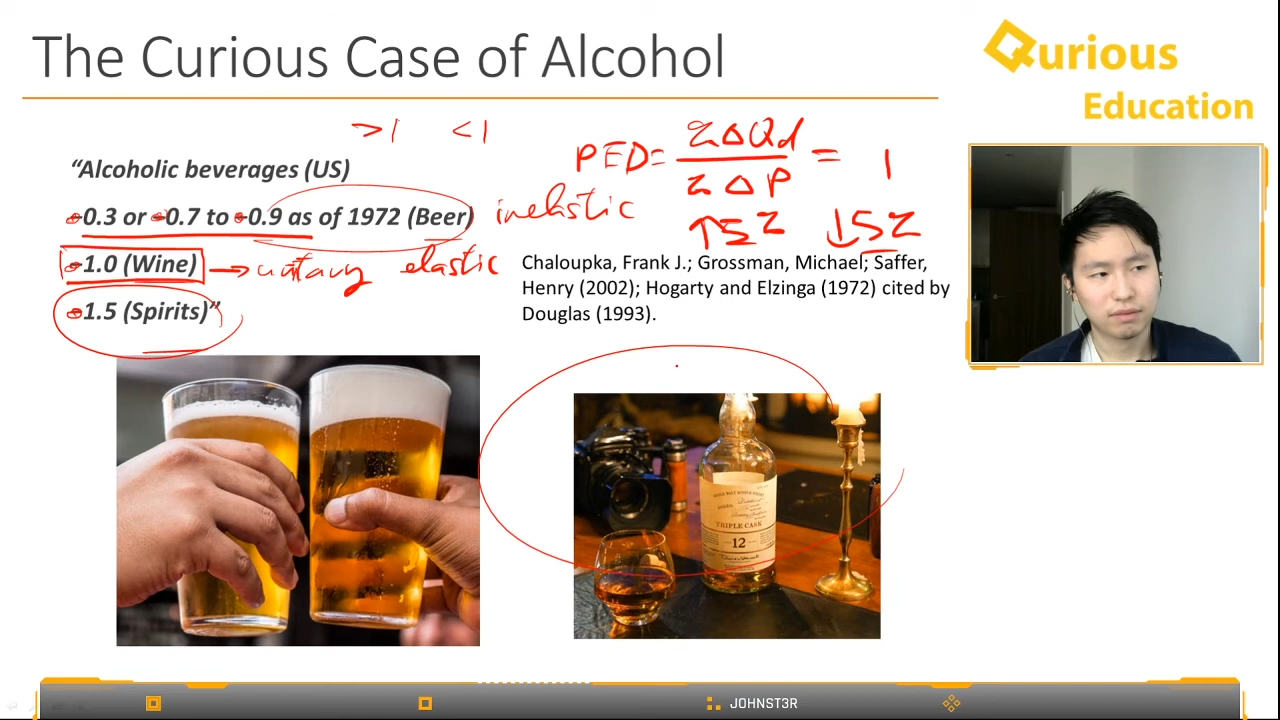 The Curious Case of Alcohol
Qurious
Education
>1 <1
"Alcoholic beverages (US)
-0.3 or -0.7 to -0.9 as of 1972 (Beer)
inelastic
-1.0 (Wine)
→ unitary elastic
-1.5 (Spirits)"
PED = %ΔQd
%ΔP
= 1
↑5% ↓5%
Chaloupka, Frank J.; Grossman, Michael; Saffer,
Henry (2002); Hogarty and Elzinga (1972) cited by
Douglas (1993).
TRIPLE CASK
12
JOHNST3R